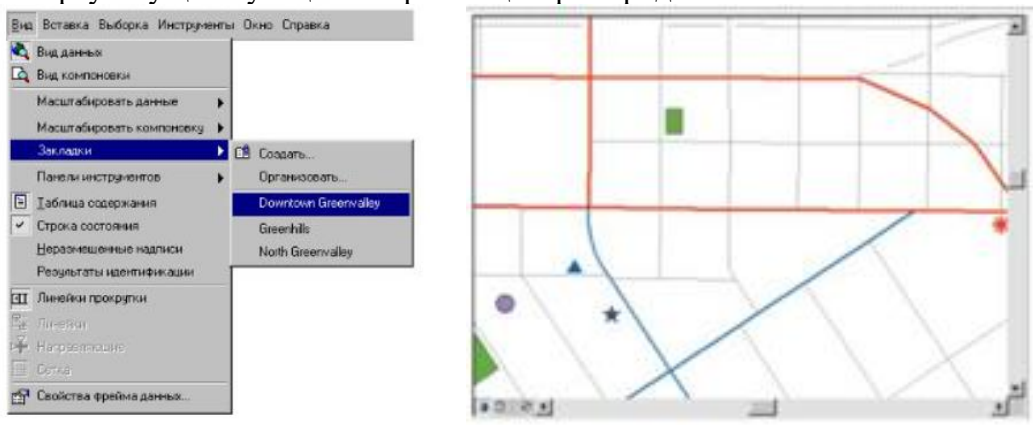 Вид Вставка Выборка Инструменты Окно Справка
Вид данных
Вид компоновки
Масштабировать данные
Масштабировать компоновку
Закладки
Панели инструментов
Таблица содержания
Строка состояния
Неразмещенные надписи
Результаты идентификации
Линейки прокрутки
Линейки
Направляющие
Сетка
Свойства фрейма данных...
Создать...
Организовать...
Downtown Greenvalley
Greenhills
North Greenvalley